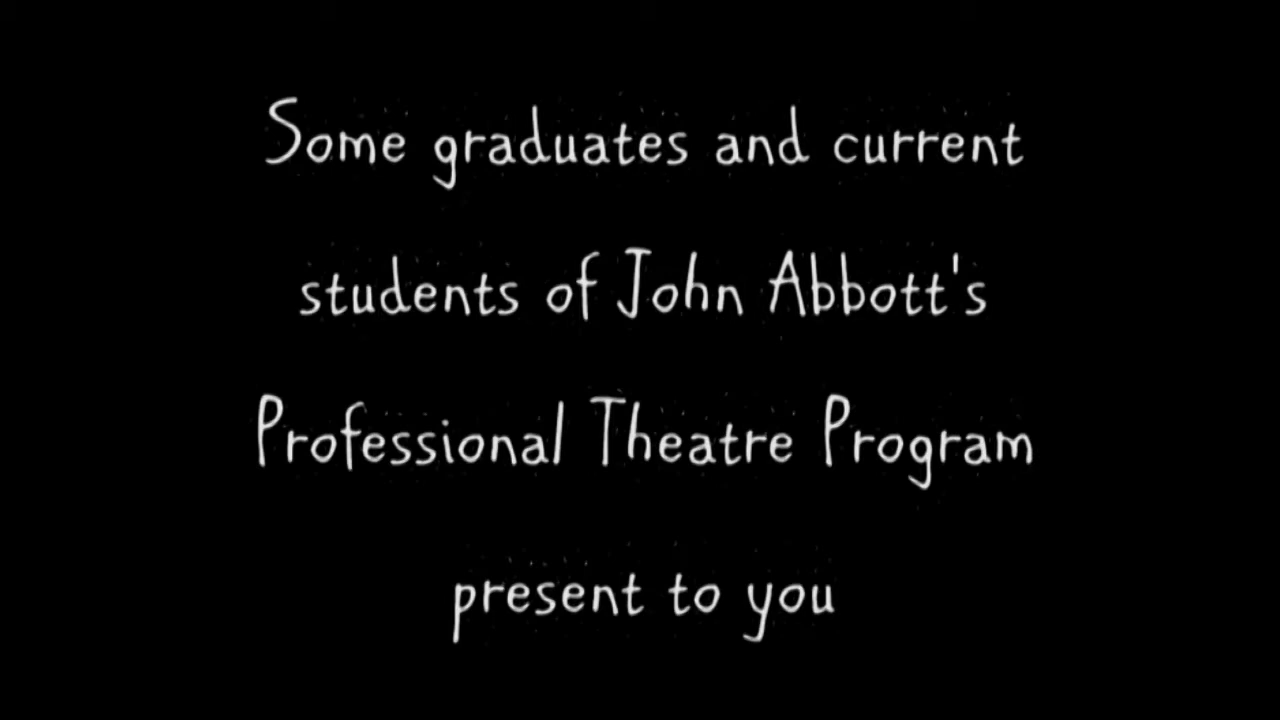 Some graduates and current
students of John Abbott's
Professional Theatre Program
present to you